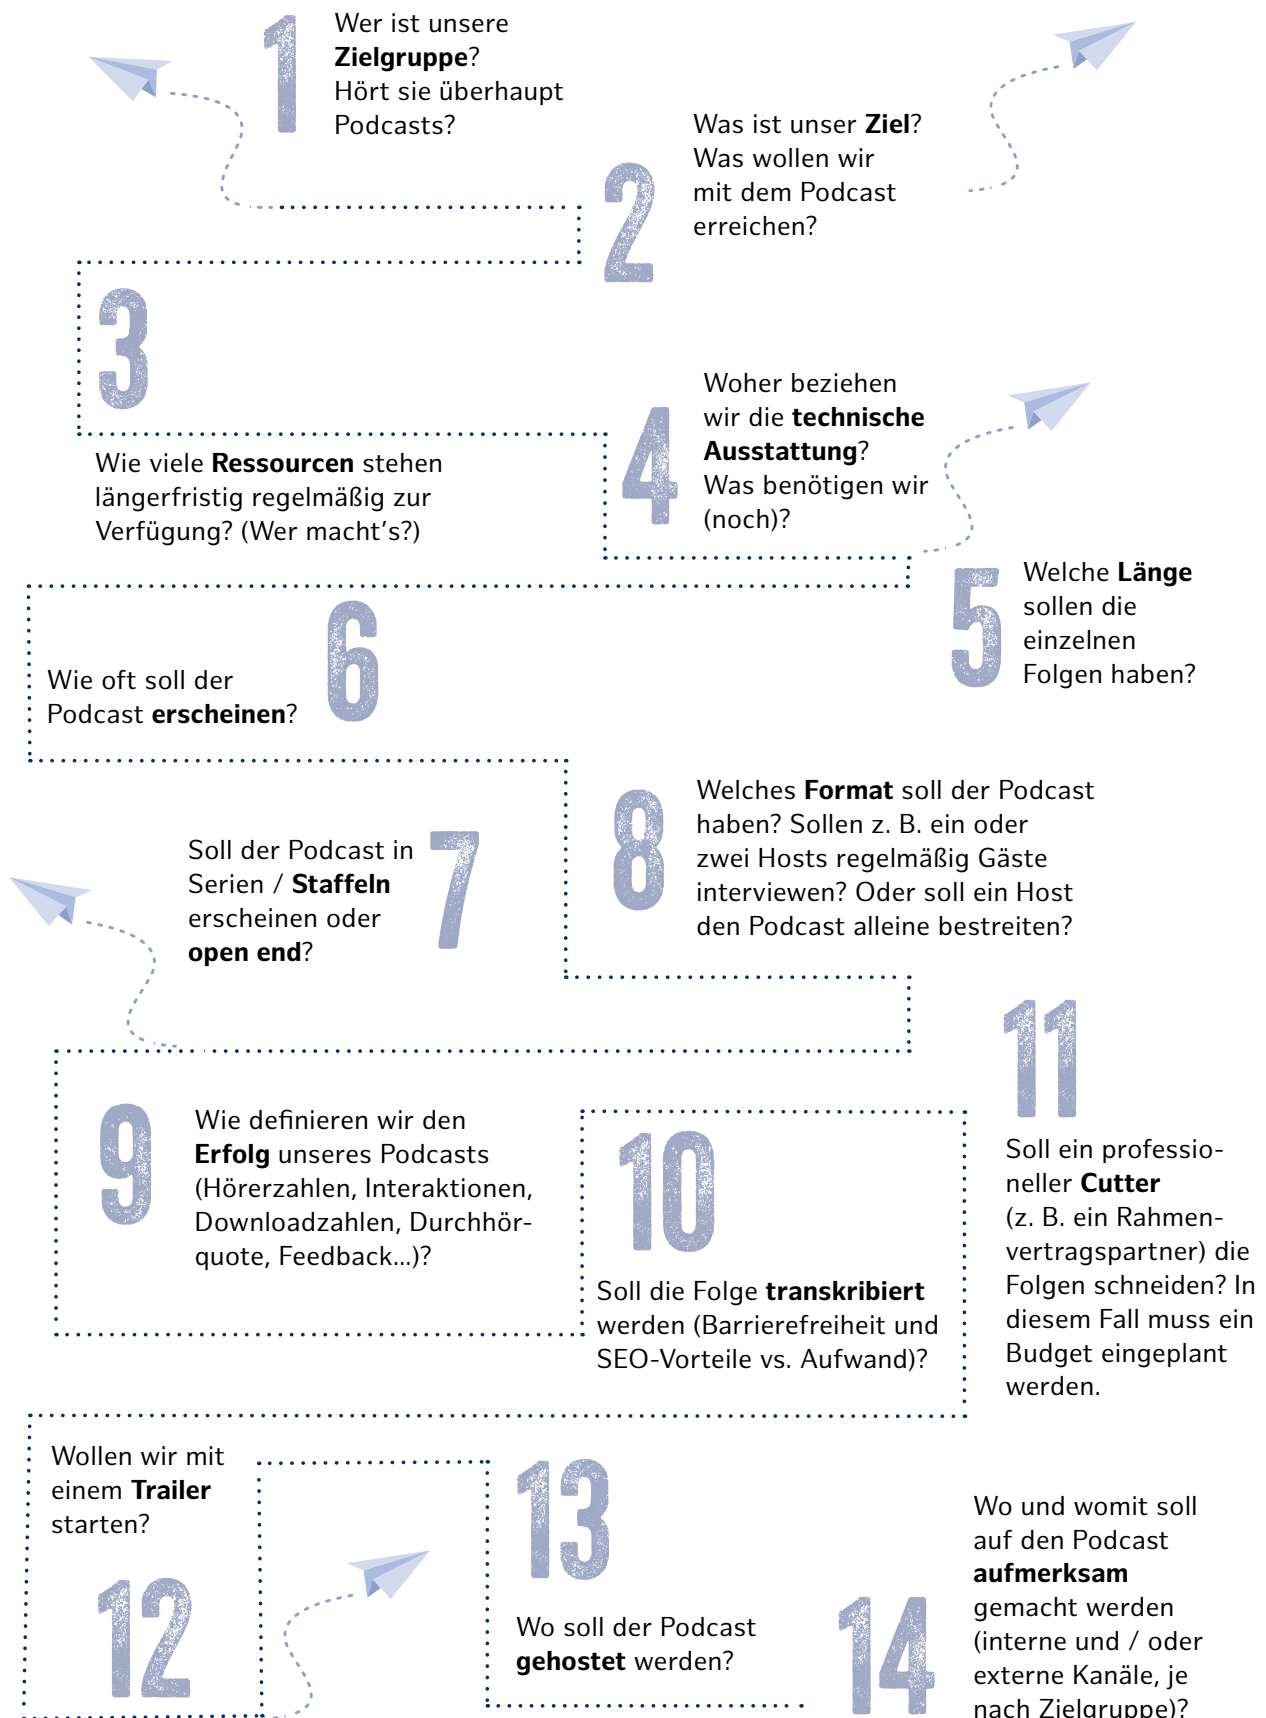 1
Wer ist unsere
Zielgruppe?
Hört sie überhaupt
Podcasts?
2
Was ist unser Ziel?
Was wollen wir
mit dem Podcast
erreichen?
3
Wie viele Ressourcen stehen
längerfristig regelmäßig zur
Verfügung? (Wer macht's?)
4
Woher beziehen
wir die technische
Ausstattung?
Was benötigen wir
(noch)?
5
Welche Länge
sollen die
einzelnen
Folgen haben?
6
Wie oft soll der
Podcast erscheinen?
7
Soll der Podcast in
Serien / Staffeln
erscheinen oder
open end?
8
Welches Format soll der Podcast
haben? Sollen z. B. ein oder
zwei Hosts regelmäßig Gäste
interviewen? Oder soll ein Host
den Podcast alleine bestreiten?
9
Wie definieren wir den
Erfolg unseres Podcasts
(Hörerzahlen, Interaktionen,
Downloadzahlen, Durchhör-
quote, Feedback...)?
10
Soll die Folge transkribiert
werden (Barrierefreiheit und
SEO-Vorteile vs. Aufwand)?
11
Soll ein professio-
neller Cutter
(z. B. ein Rahmen-
vertragspartner) die
Folgen schneiden? In
diesem Fall muss ein
Budget eingeplant
werden.
12
Wollen wir mit
einem Trailer
starten?
13
Wo soll der Podcast
gehostet werden?
14
Wo und womit soll
auf den Podcast
aufmerksam
gemacht werden
(interne und / oder
externe Kanäle, je
nach Zielgruppe)?